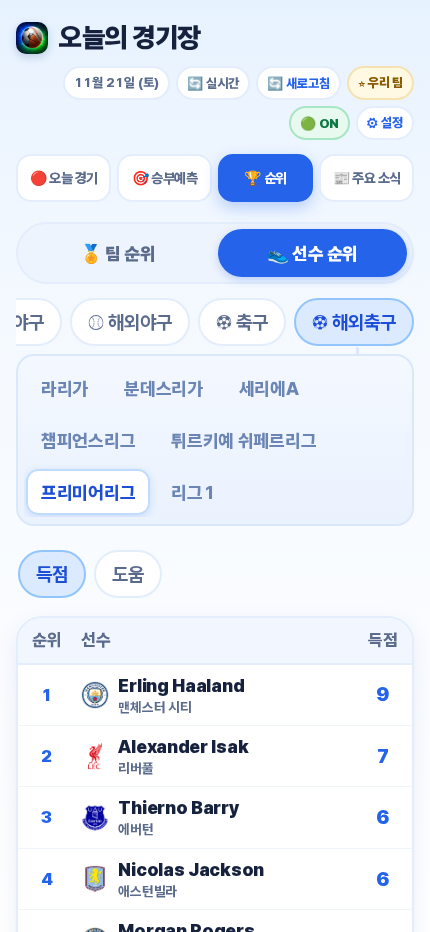 오늘의 경기장
11월 21일 (토)
🔄 실시간
🔄 새로고침
⭐ 우리 팀
🟢 ON
⚙ 설정
🔴 오늘 경기
🎯 승부예측
🏆 순위
📰 주요 소식
🏅 팀 순위
👟 선수 순위
야구
⚾ 해외야구
⚽ 축구
⚽ 해외축구
라리가
분데스리가
세리에A
챔피언스리그
튀르키예 쉬페르리그
프리미어리그
리그 1
득점
도움
순위 선수 득점
1 Erling Haaland 9
맨체스터 시티
2 Alexander Isak 7
리버풀
3 Thierno Barry 6
에버턴
4 Nicolas Jackson 6
애스턴빌라
Morgan Rogers